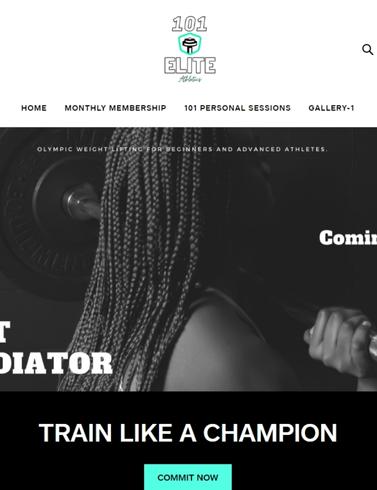 101
ELITE
Athletics
HOME MONTHLY MEMBERSHIP 101 PERSONAL SESSIONS GALLERY-1
OLYMPIC WEIGHT LIFTING FOR BEGINNERS AND ADVANCED ATHLETES.
Comin
T
DIATOR
TRAIN LIKE A CHAMPION
COMMIT NOW